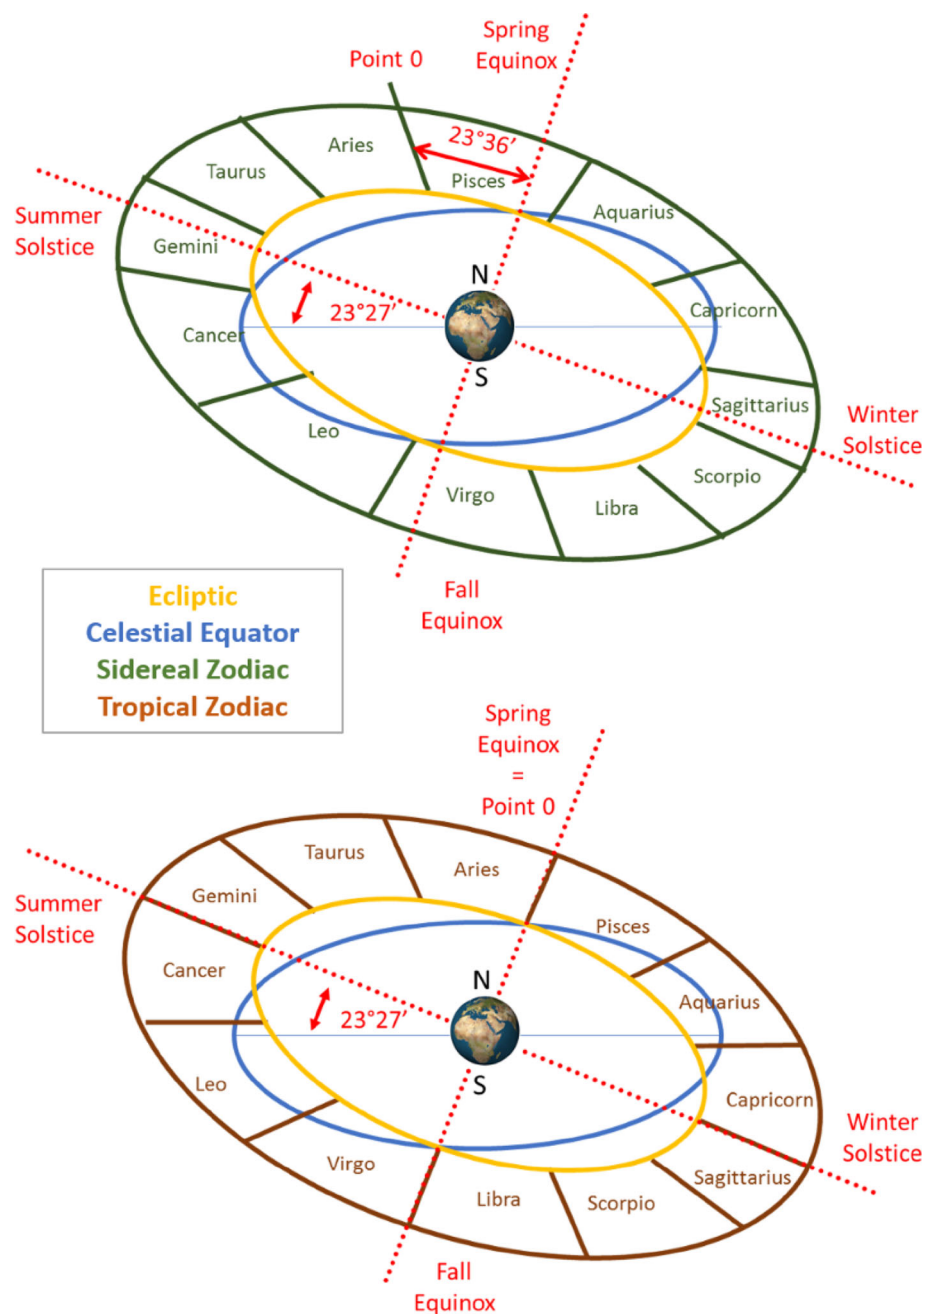 Spring
Equinox
Point 0
23°36'
Aries
Pisces
Taurus
Aquarius
Summer
Solstice
Gemini
N
23°27'
Capricorn
Cancer
S
Sagittarius
Leo
Winter
Solstice
Virgo
Libra
Scorpio
Fall
Equinox
Ecliptic
Celestial Equator
Sidereal Zodiac
Tropical Zodiac
Spring
Equinox
=
Point 0
Taurus
Aries
Gemini
Pisces
Summer
Solstice
Cancer
N
Aquarius
23°27'
Leo
S
Capricorn
Winter
Solstice
Virgo
Libra
Scorpio
Sagittarius
Fall
Equinox